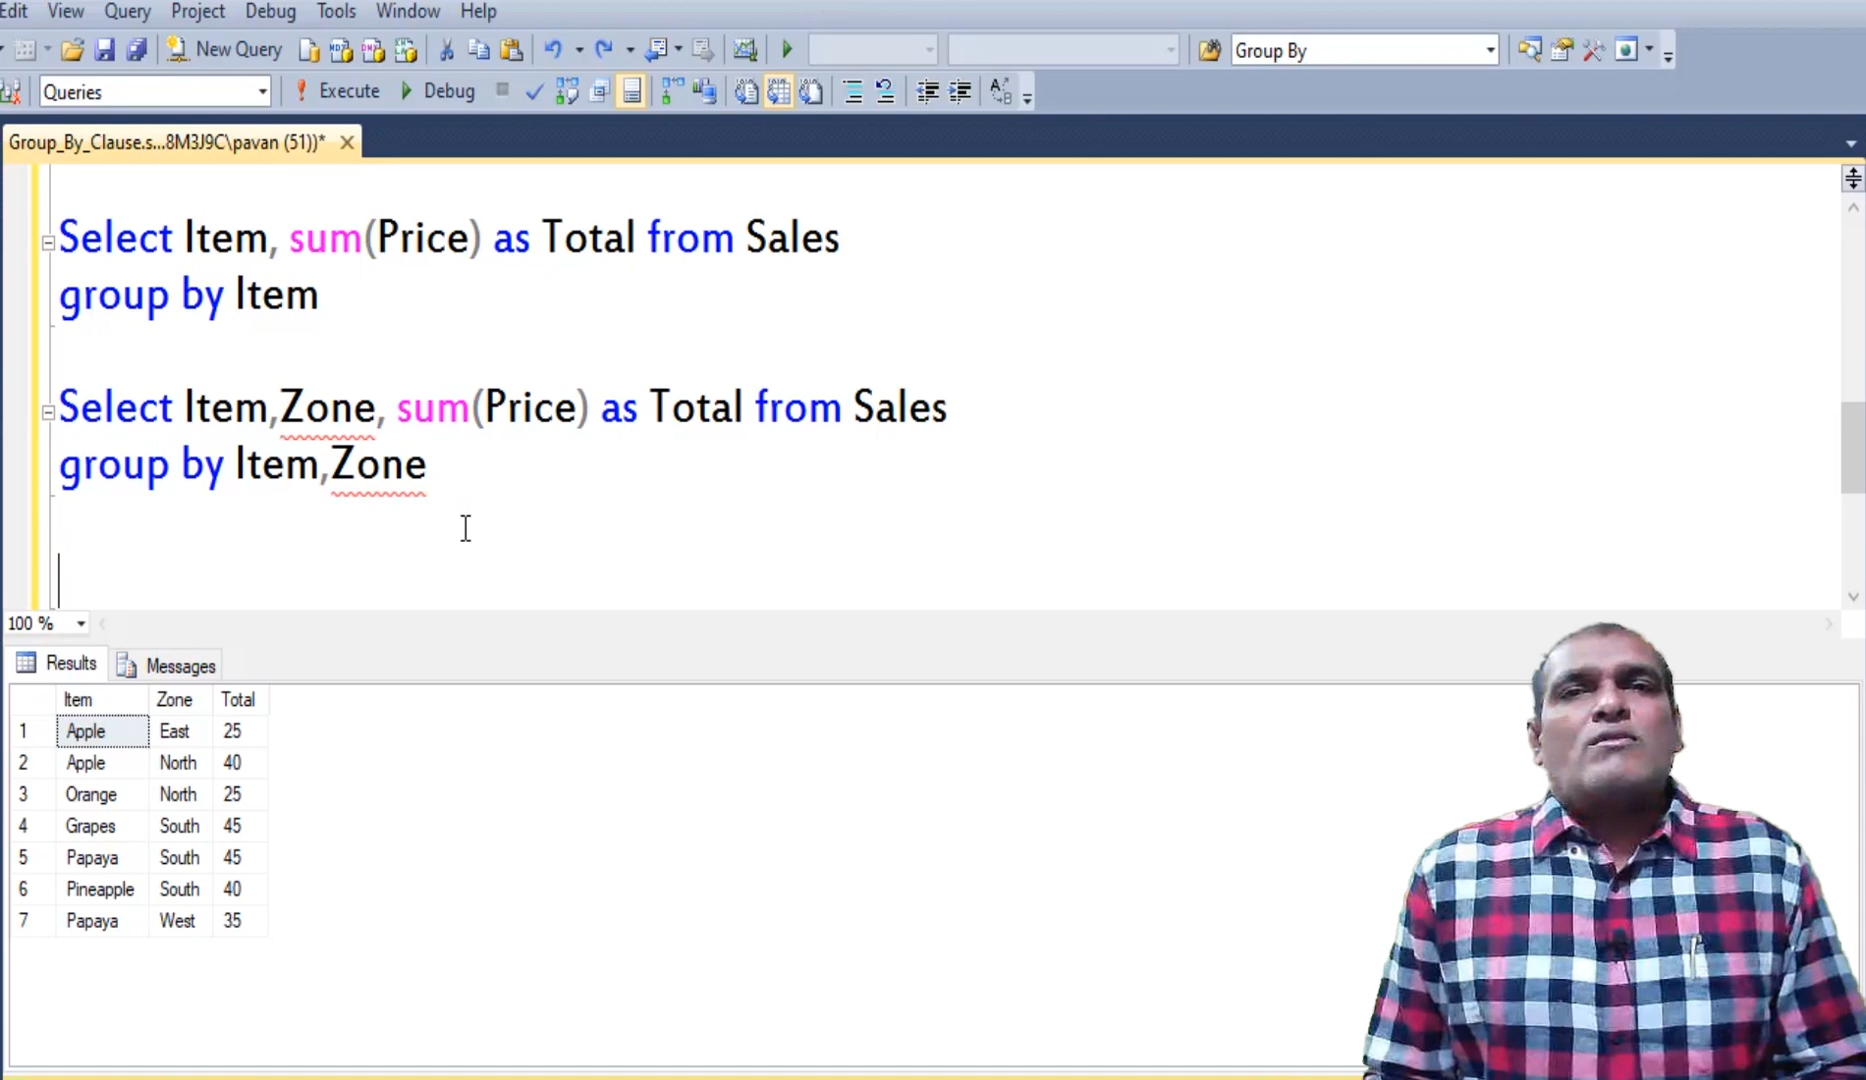 Edit View Query Project Debug Tools Window Help
New Query Group By
Queries Execute Debug
Group_By_Clause.s...8M3J9C\pavan (51))*
Select Item, sum(Price) as Total from Sales
group by Item
Select Item,Zone, sum(Price) as Total from Sales
group by Item,Zone
100 %
Results Messages
Item Zone Total
1 Apple East 25
2 Apple North 40
3 Orange North 25
4 Grapes South 45
5 Papaya South 45
6 Pineapple South 40
7 Papaya West 35